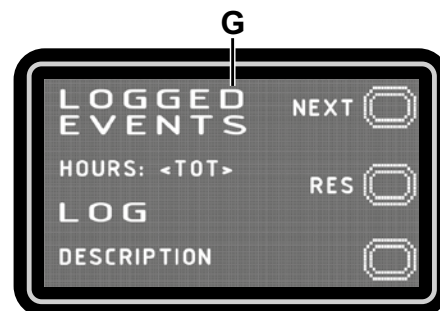 G
LOGGED
EVENTS
NEXT
HOURS: <TOT>
RES
LOG
DESCRIPTION